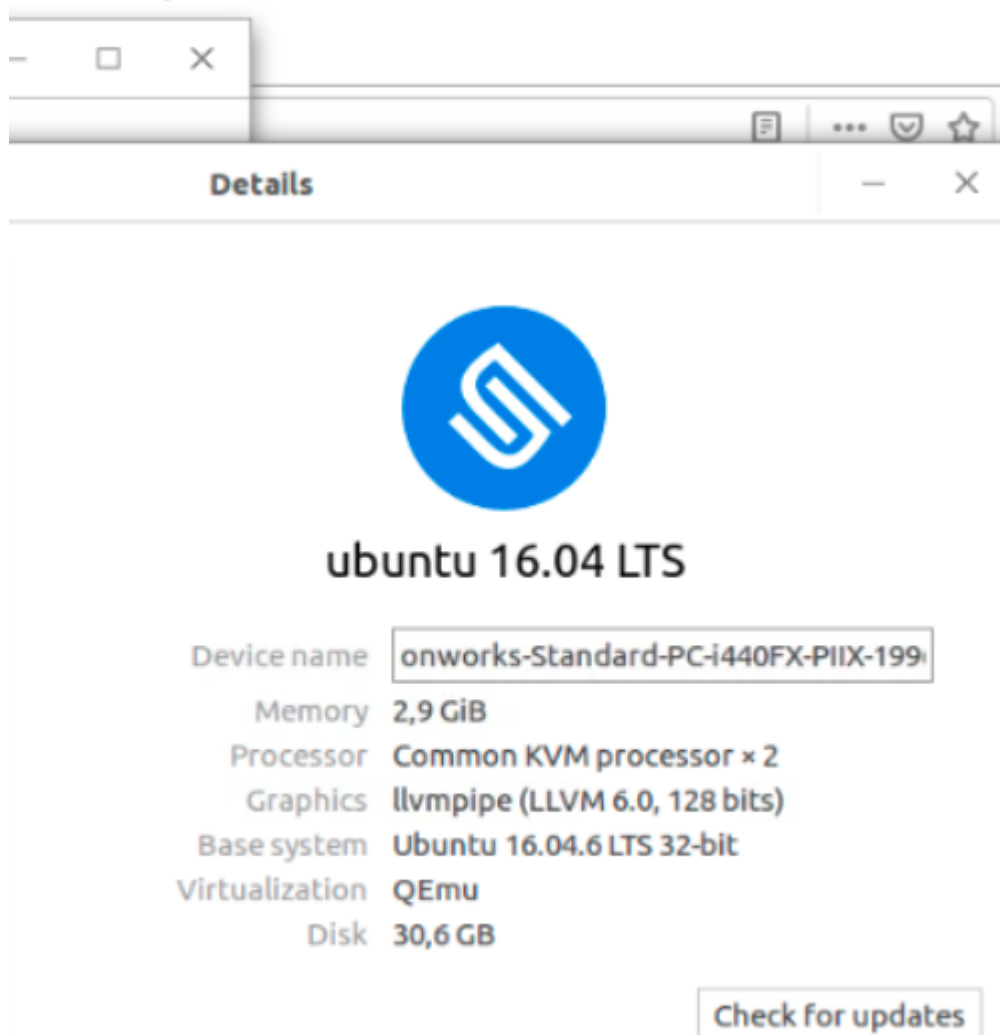 Details
ubuntu 16.04 LTS
Device name onworks-Standard-PC-i440FX-PIIX-199
Memory 2,9 GiB
Processor Common KVM processor × 2
Graphics llvmpipe (LLVM 6.0, 128 bits)
Base system Ubuntu 16.04.6 LTS 32-bit
Virtualization QEmu
Disk 30,6 GB
Check for updates